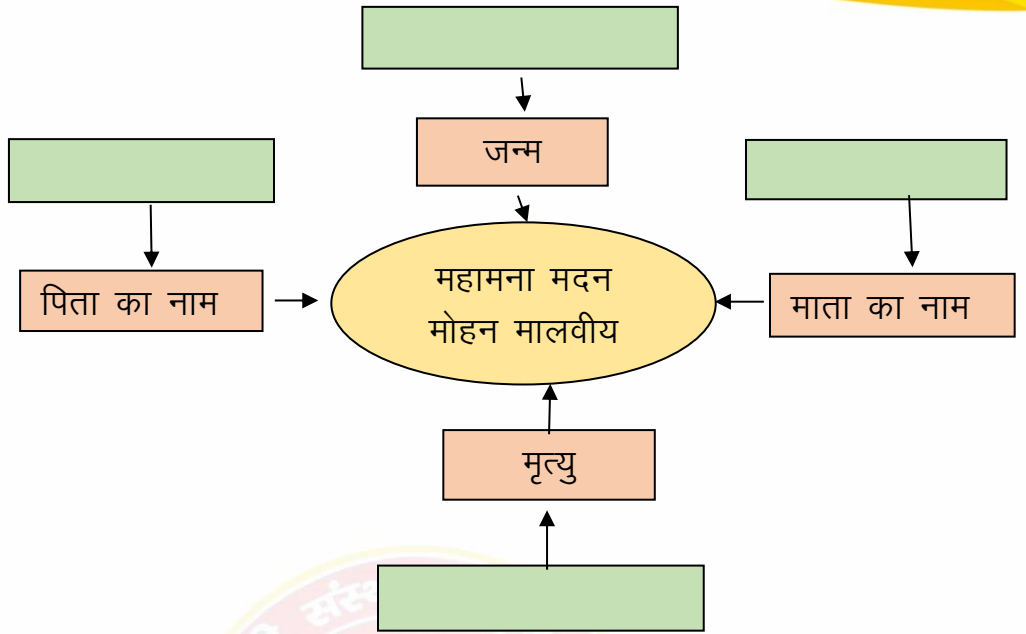 जन्म
पिता का नाम
महामना मदन
मोहन मालवीय
माता का नाम
मृत्यु